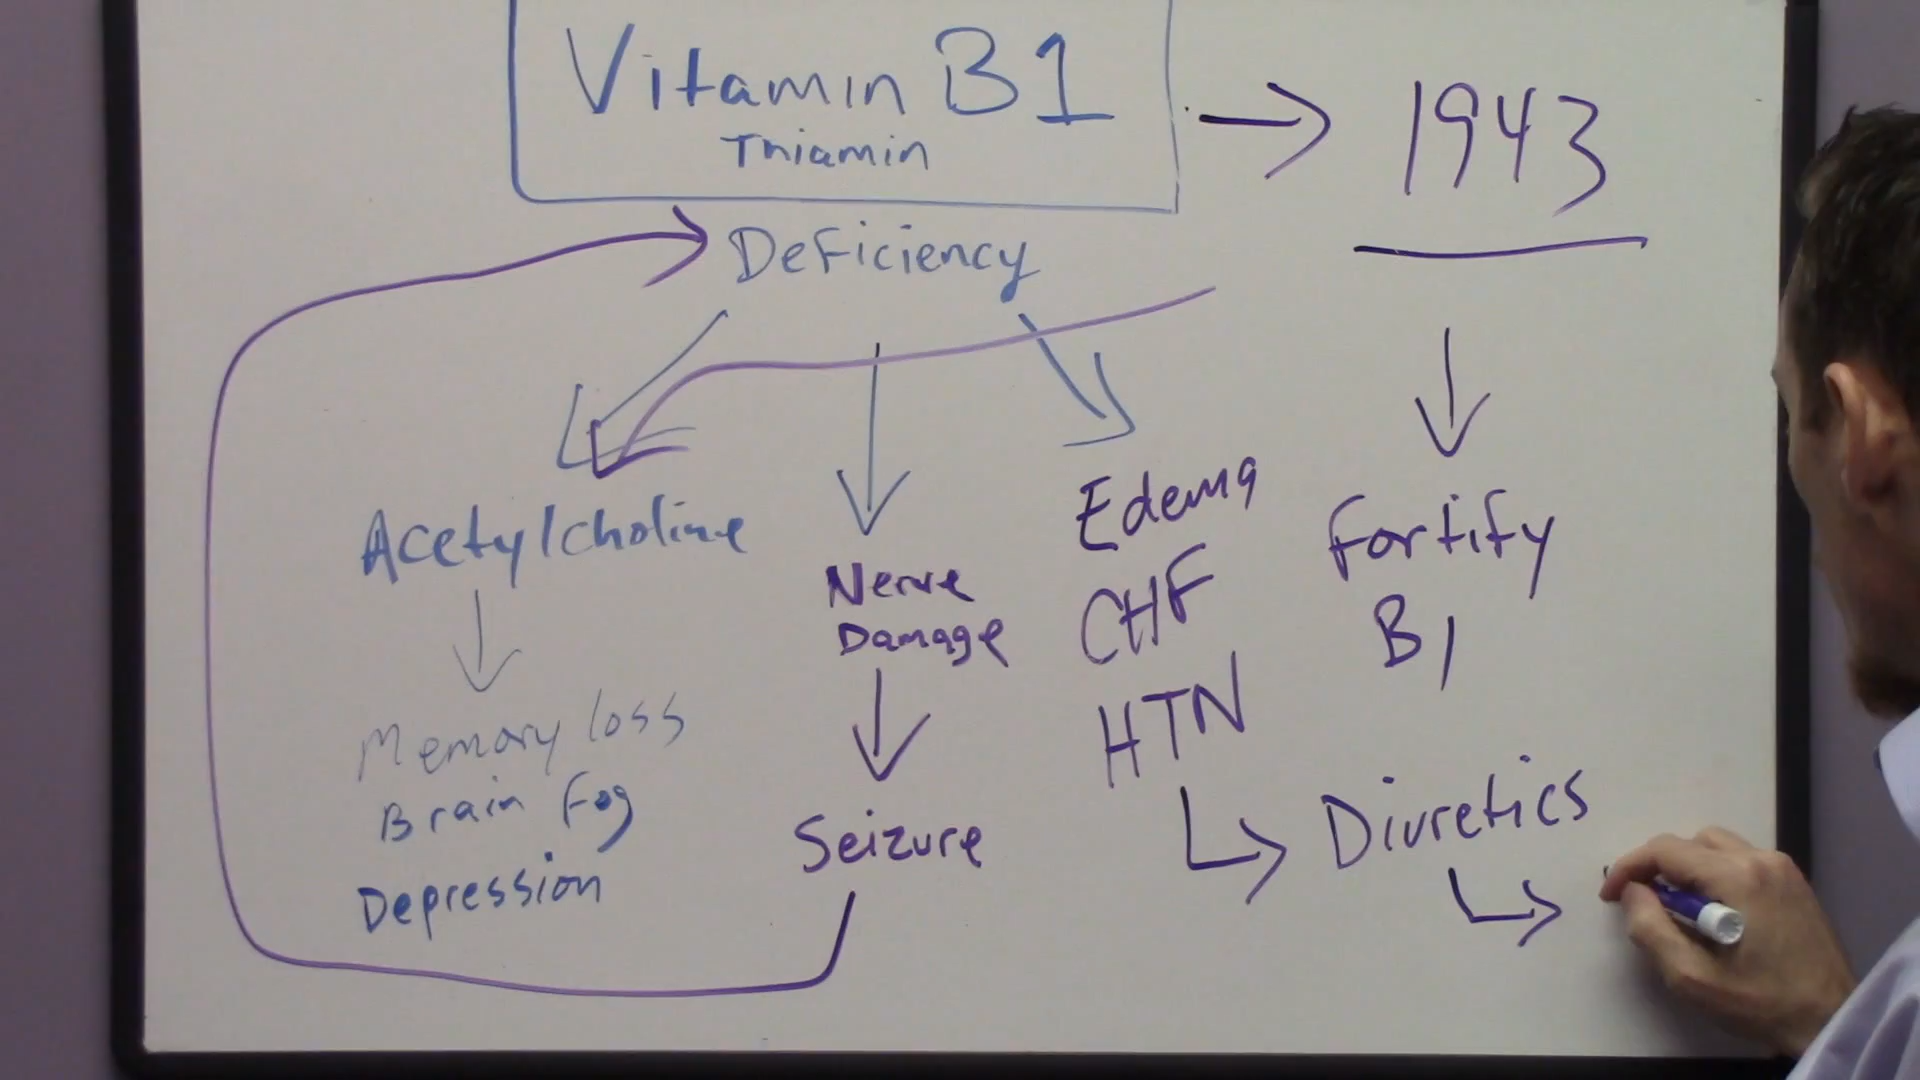 Vitamin B1
Thiamin
1943
Deficiency
Acetylcholine
Memory loss
Brain Fog
Depression
Nerve
Damage
Seizure
Edema
CHF
HTN
Fortify
B1
Diuretics